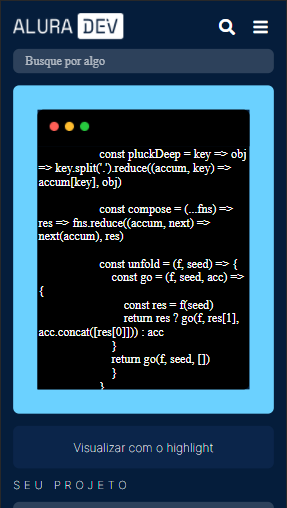 ALURA DEV
Busque por algo
const pluckDeep = key => obj
=> key.split('.').reduce((accum, key) =>
accum[key], obj)
const compose = (...fns) =>
res => fns.reduce((accum, next) =>
next(accum), res)
const unfold = (f, seed) => {
const go = (f, seed, acc) =>
{
const res = f(seed)
return res ? go(f, res[1],
acc.concat([res[0]])) : acc
}
return go(f, seed, [])
}
}
Visualizar com o highlight
SEU PROJETO